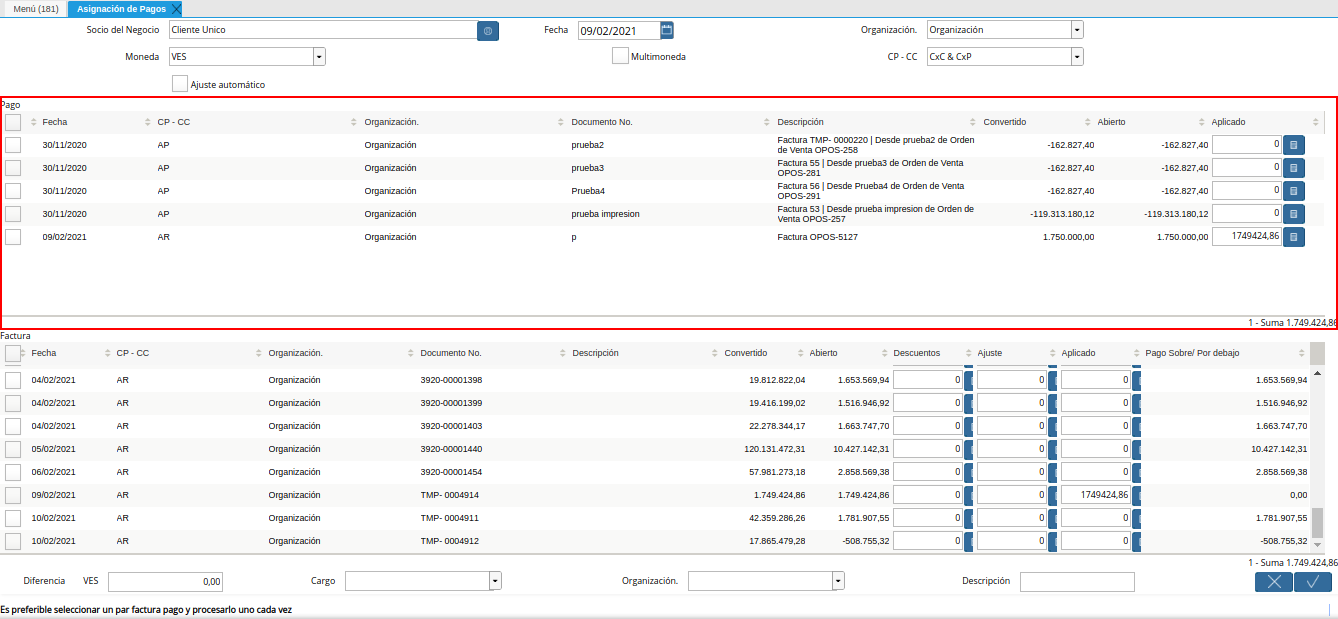 Menú (181) Asignación de Pagos
Socio del Negocio Cliente Unico Fecha 09/02/2021 Organización. Organización
Moneda VES Multimoneda CP - CC CxC & CxP
Ajuste automático
Pago
Fecha CP - CC Organización. Documento No. Descripción Convertido Abierto Aplicado
30/11/2020 AP Organización prueba2 Factura TMP- 0000220 | Desde prueba2 de Orden de Venta OPOS-258 -162.827,40 -162.827,40 0
30/11/2020 AP Organización prueba3 Factura 55 | Desde prueba3 de Orden de Venta OPOS-281 -162.827,40 -162.827,40 0
30/11/2020 AP Organización Prueba4 Factura 56 | Desde Prueba4 de Orden de Venta OPOS-291 -162.827,40 -162.827,40 0
30/11/2020 AP Organización prueba impresion Factura 53 | Desde prueba impresion de Orden de Venta OPOS-257 -119.313.180,12 -119.313.180,12 0
09/02/2021 AR Organización p Factura OPOS-5127 1.750.000,00 1.750.000,00 1749424,86
1 - Suma 1.749.424,86
Factura
Fecha CP - CC Organización. Documento No. Descripción Convertido Abierto Descuentos Ajuste Aplicado Pago Sobre/ Por debajo
04/02/2021 AR Organización 3920-00001398 19.812.822,04 1.653.569,94 0 0 0 1.653.569,94
04/02/2021 AR Organización 3920-00001399 19.416.199,02 1.516.946,92 0 0 0 1.516.946,92
04/02/2021 AR Organización 3920-00001403 22.278.344,17 1.663.747,70 0 0 0 1.663.747,70
05/02/2021 AR Organización 3920-00001440 120.131.472,31 10.427.142,31 0 0 0 10.427.142,31
06/02/2021 AR Organización 3920-00001454 57.981.273,18 2.858.569,38 0 0 0 2.858.569,38
09/02/2021 AR Organización TMP- 0004914 1.749.424,86 1.749.424,86 0 0 1749424,86 0,00
10/02/2021 AR Organización TMP- 0004911 42.359.286,26 1.781.907,55 0 0 0 1.781.907,55
10/02/2021 AR Organización TMP- 0004912 17.865.479,28 -508.755,32 0 0 0 -508.755,32
1 - Suma 1.749.424,86
Diferencia VES 0,00 Cargo Organización. Descripción
Es preferible seleccionar un par factura pago y procesarlo uno cada vez